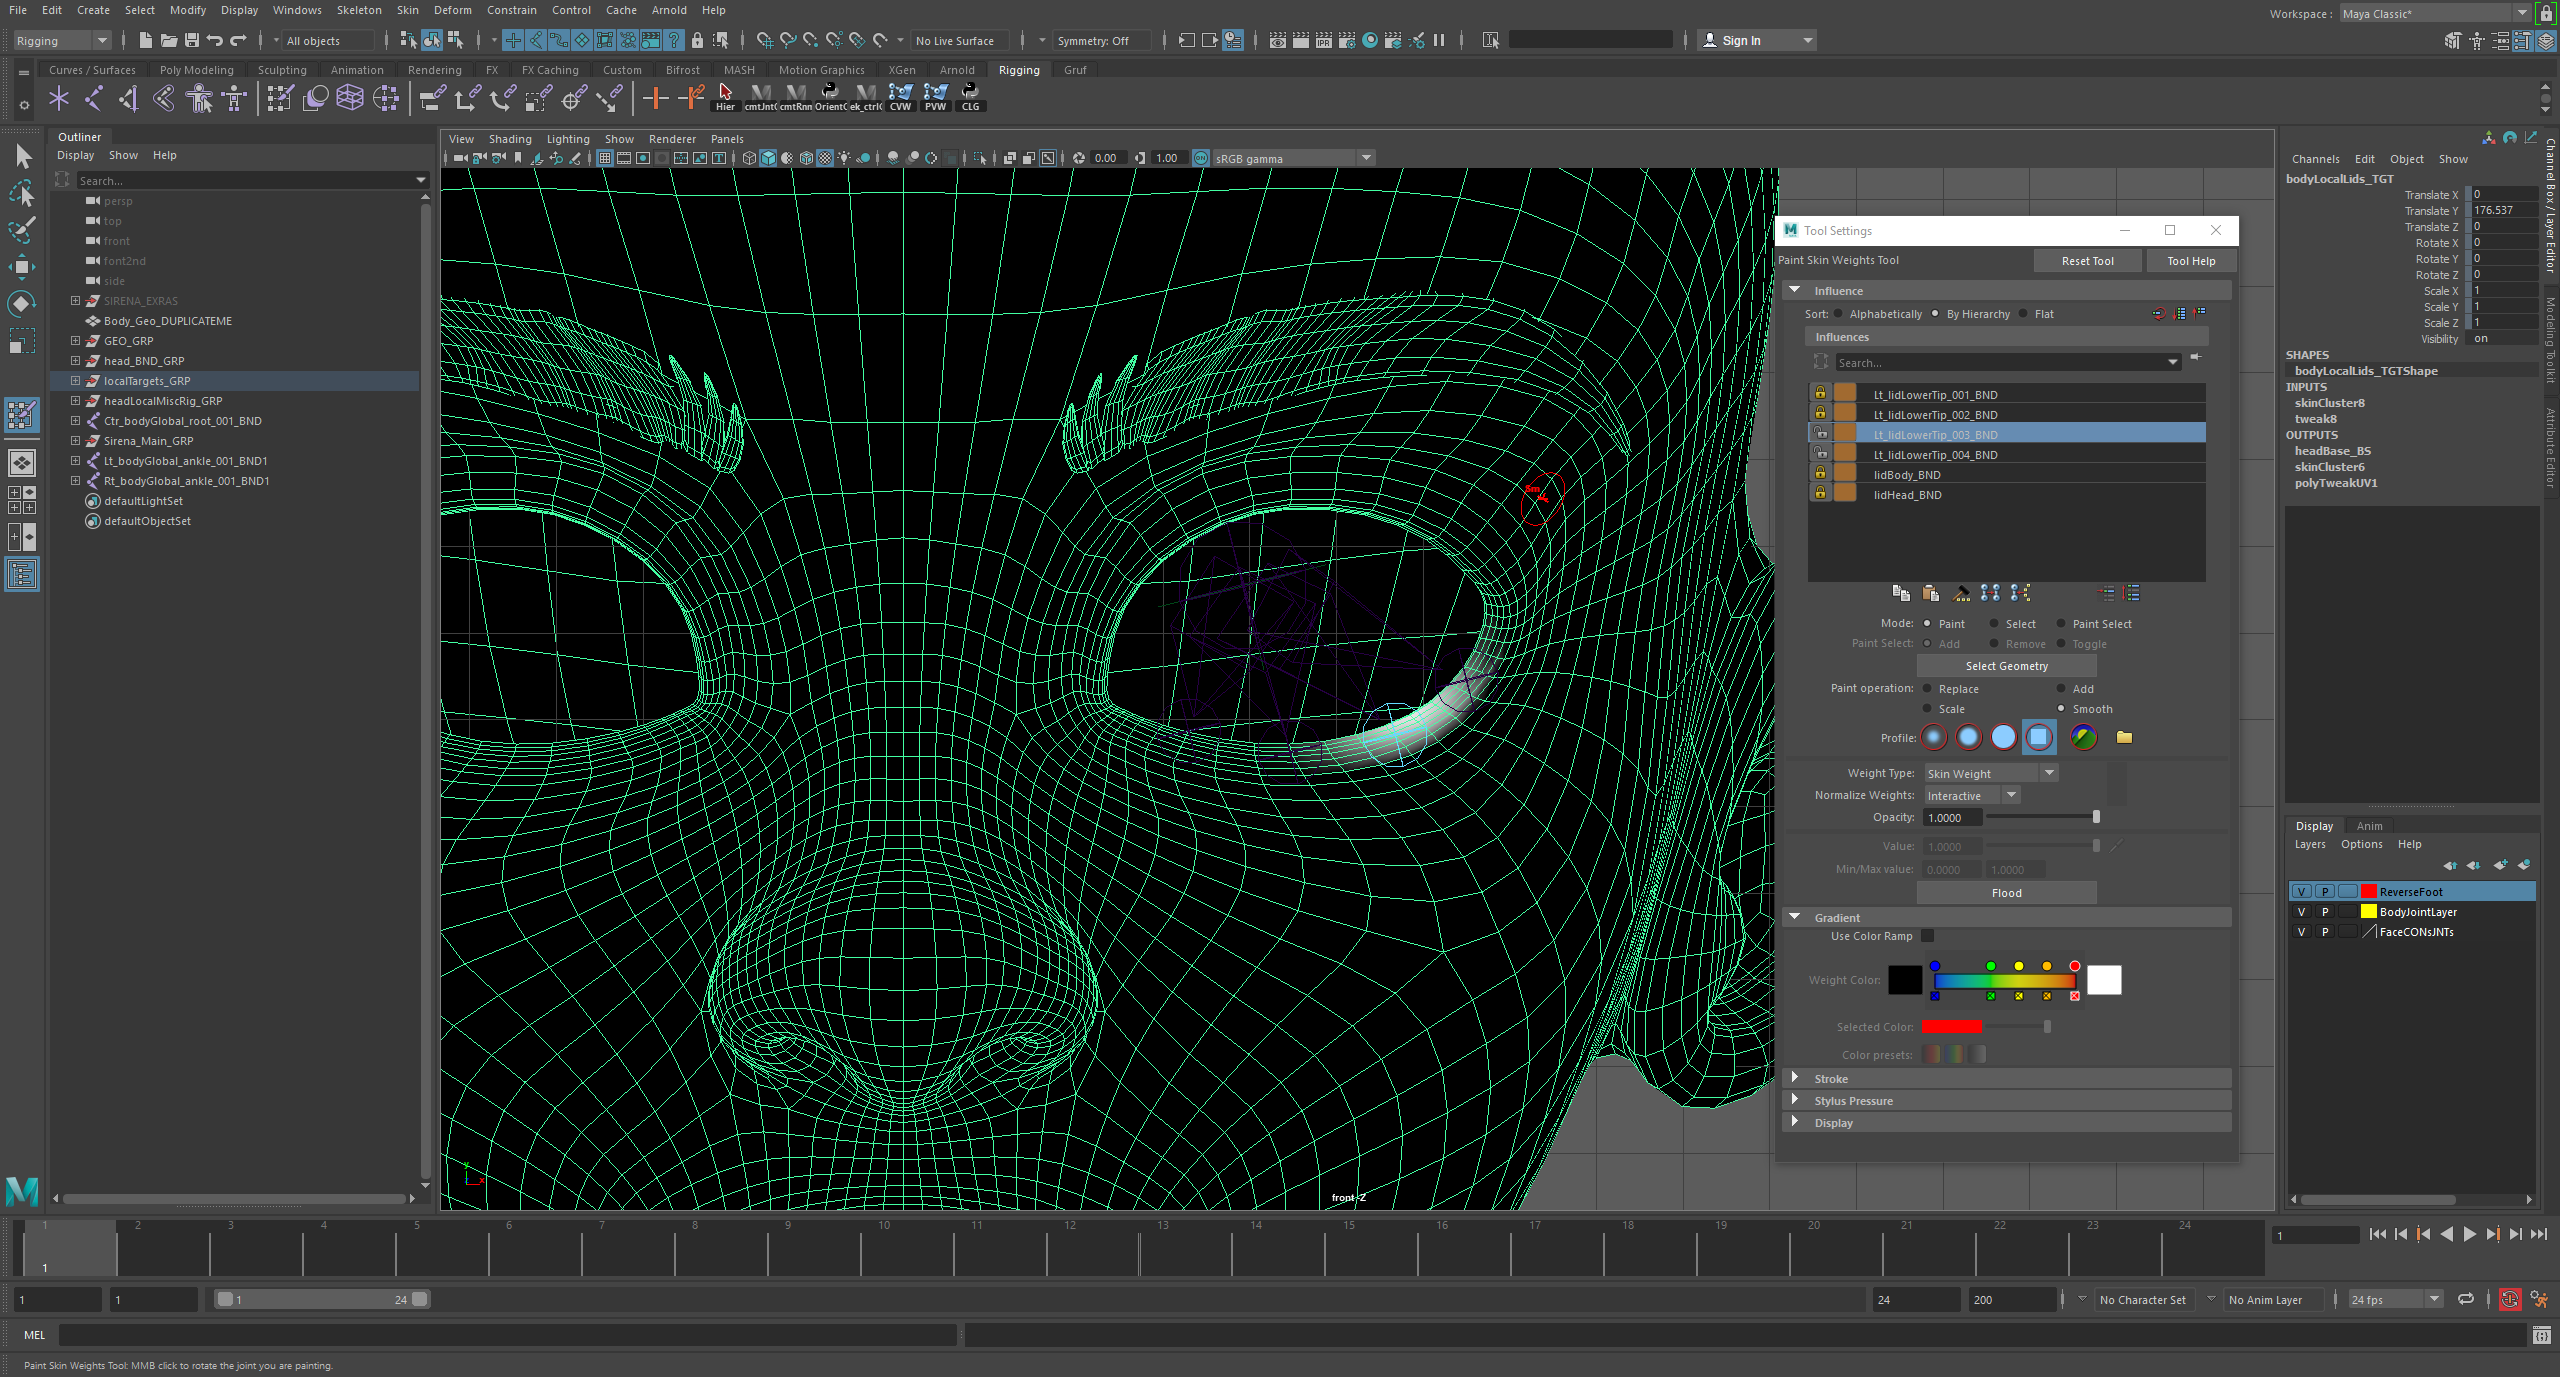 File Edit Create Select Modify Display Windows Skeleton Skin Deform Constrain Control Cache Arnold Help
Workspace : Maya Classic*
Rigging
All objects
No Live Surface
Symmetry: Off
Sign In
Curves / Surfaces Poly Modeling Sculpting Animation Rendering FX FX Caching Custom Bifrost MASH Motion Graphics XGen Arnold Rigging Gruf
Hier cmtJnt cmtRnn Orient ek_ctrl CVW PVW CLG
Outliner
Display Show Help
Search...
persp
top
front
font2nd
side
SIRENA_EXRAS
Body_Geo_DUPLICATEME
GEO_GRP
head_BND_GRP
localTargets_GRP
headLocalMiscRig_GRP
Ctr_bodyGlobal_root_001_BND
Sirena_Main_GRP
Lt_bodyGlobal_ankle_001_BND1
Rt_bodyGlobal_ankle_001_BND1
defaultLightSet
defaultObjectSet
View Shading Lighting Show Renderer Panels
0.00 1.00 sRGB gamma
front -Z
Tool Settings
Paint Skin Weights Tool Reset Tool Tool Help
Influence
Sort: Alphabetically By Hierarchy Flat
Influences
Search...
Lt_lidLowerTip_001_BND
Lt_lidLowerTip_002_BND
Lt_lidLowerTip_003_BND
Lt_lidLowerTip_004_BND
lidBody_BND
lidHead_BND
Mode: Paint Select Paint Select
Paint Select: Add Remove Toggle
Select Geometry
Paint operation: Replace Add
Scale Smooth
Profile:
Weight Type: Skin Weight
Normalize Weights: Interactive
Opacity: 1.0000
Value: 1.0000
Min/Max value: 0.0000 1.0000
Flood
Gradient
Use Color Ramp
Weight Color:
Selected Color:
Color presets:
Stroke
Stylus Pressure
Display
Channels Edit Object Show
bodyLocalLids_TGT
Translate X 0
Translate Y 176.537
Translate Z 0
Rotate X 0
Rotate Y 0
Rotate Z 0
Scale X 1
Scale Y 1
Scale Z 1
Visibility on
SHAPES
bodyLocalLids_TGTShape
INPUTS
skinCluster8
tweak8
OUTPUTS
headBase_BS
skinCluster6
polyTweakUV1
Channel Box / Layer Editor
Modeling Toolkit
Attribute Editor
Display Anim
Layers Options Help
V P ReverseFoot
V P BodyJointLayer
V P FaceCONsJNTs
1 2 3 4 5 6 7 8 9 10 11 12 13 14 15 16 17 18 19 20 21 22 23 24
1
1
1 1 1 24 24 200 No Character Set No Anim Layer 24 fps
MEL
Paint Skin Weights Tool: MMB click to rotate the joint you are painting.